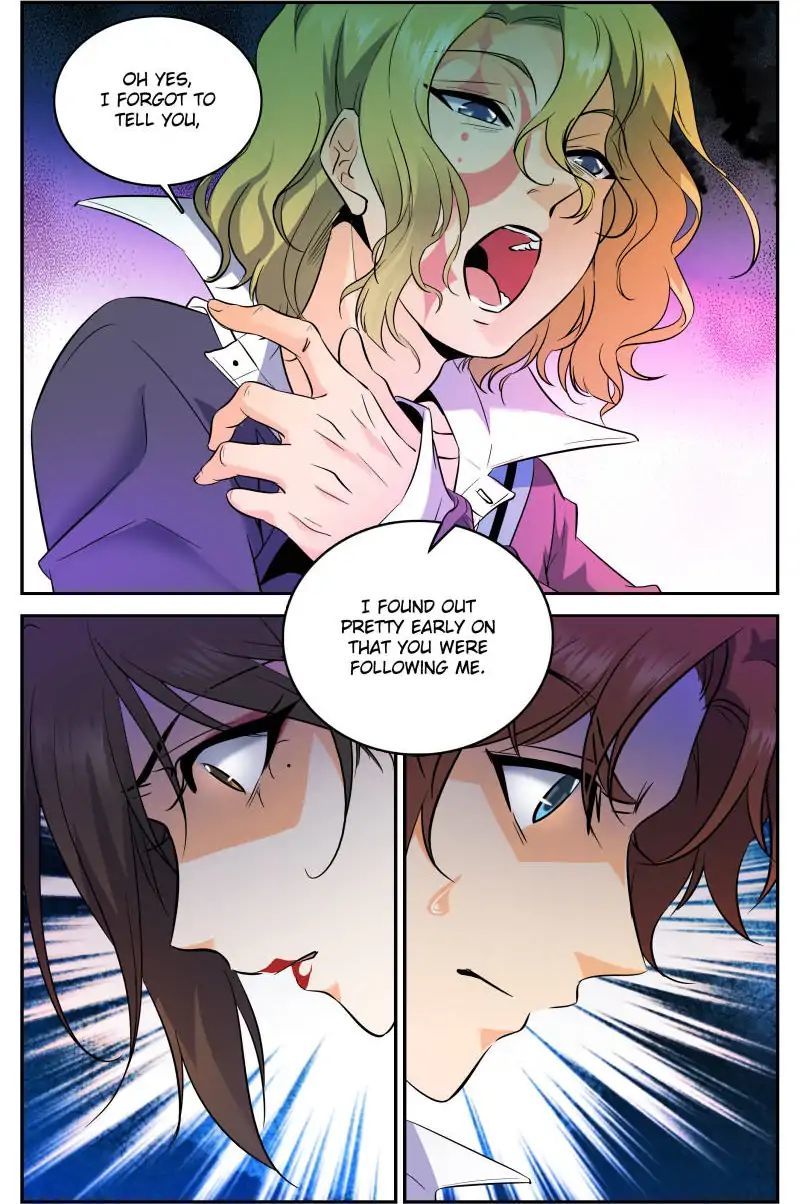 OH YES,
I FORGOT TO
TELL YOU,
I FOUND OUT
PRETTY EARLY ON
THAT YOU WERE
FOLLOWING ME.